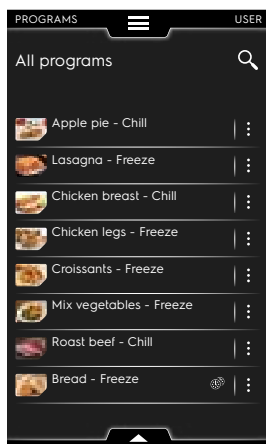 PROGRAMS USER
All programs
Apple pie - Chill
Lasagna - Freeze
Chicken breast - Chill
Chicken legs - Freeze
Croissants - Freeze
Mix vegetables - Freeze
Roast beef - Chill
Bread - Freeze